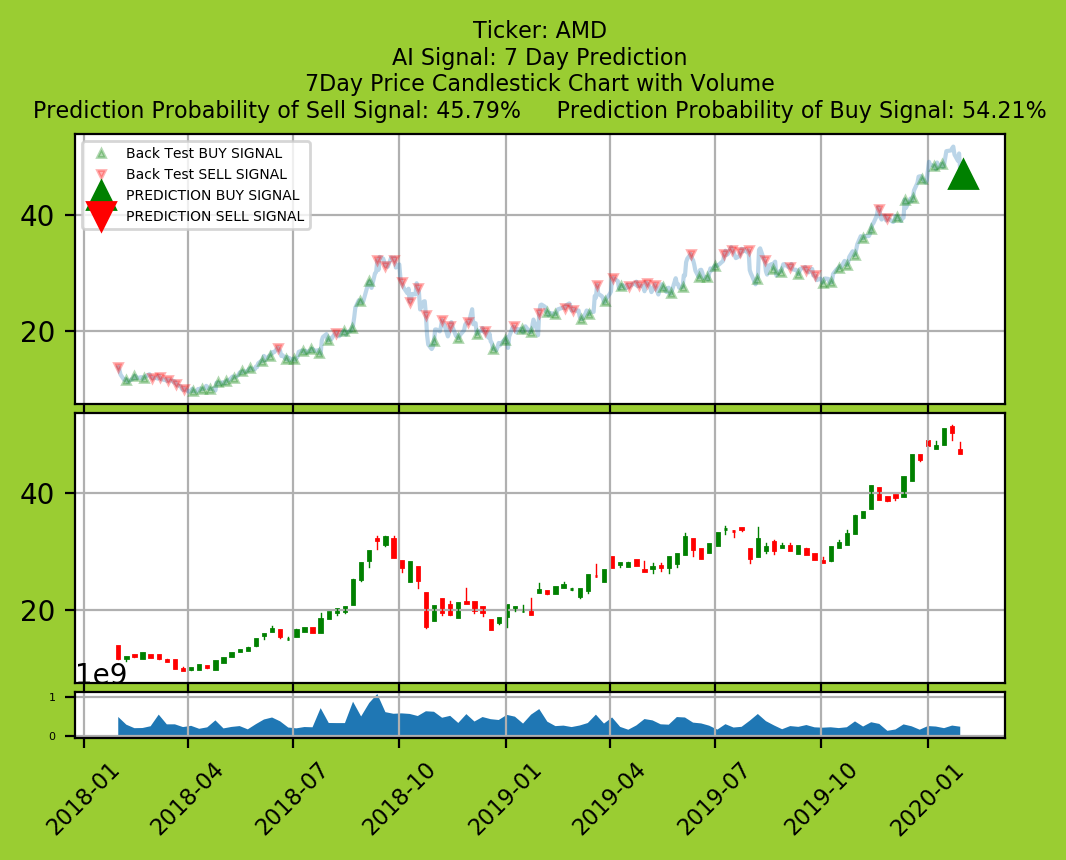 Ticker: AMD
AI Signal: 7 Day Prediction
7Day Price Candlestick Chart with Volume
Prediction Probability of Sell Signal: 45.79% Prediction Probability of Buy Signal: 54.21%
Back Test BUY SIGNAL
Back Test SELL SIGNAL
PREDICTION BUY SIGNAL
PREDICTION SELL SIGNAL
40
20
40
20
1e9
1
0
2018-01 2018-04 2018-07 2018-10 2019-01 2019-04 2019-07 2019-10 2020-01